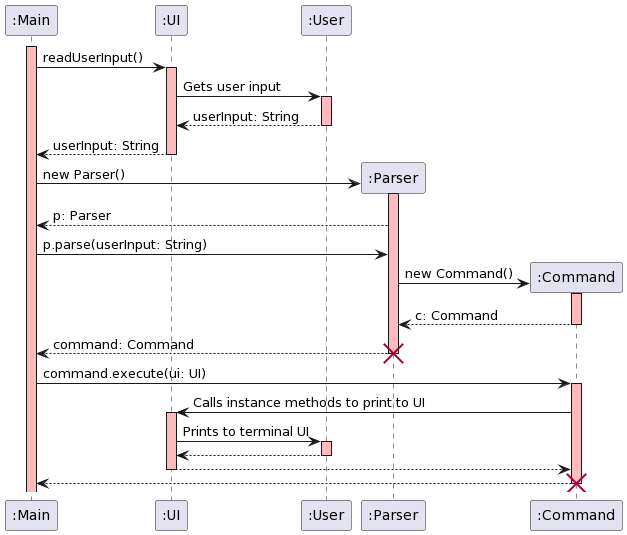 :Main
:UI
:User
readUserInput()
Gets user input
userInput: String
userInput: String
:Parser
new Parser()
p: Parser
p.parse(userInput: String)
:Command
new Command()
c: Command
command: Command
command.execute(ui: UI)
Calls instance methods to print to UI
Prints to terminal UI
:Main
:UI
:User
:Parser
:Command